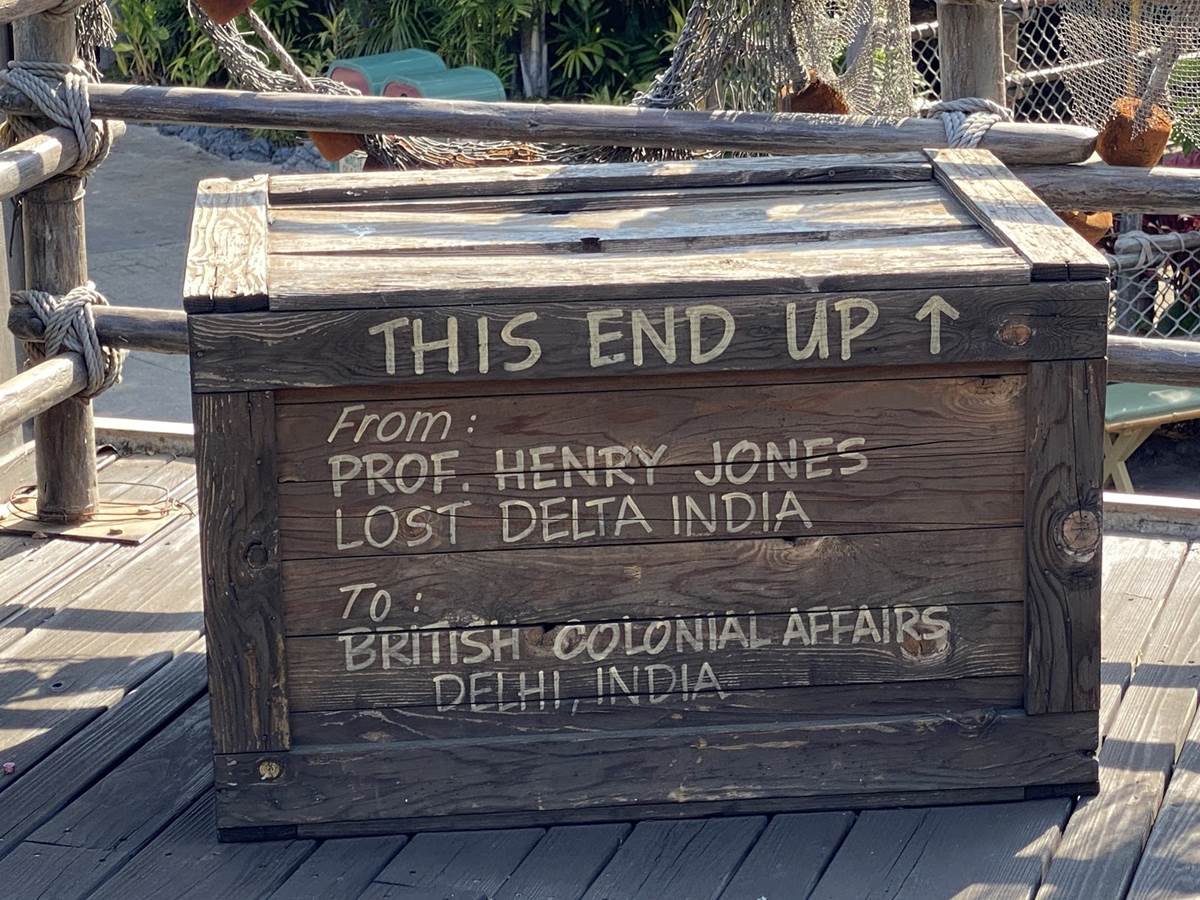 THIS END UP ↑
From :
PROF. HENRY JONES
LOST DELTA INDIA
To :
BRITISH COLONIAL AFFAIRS
DELHI, INDIA